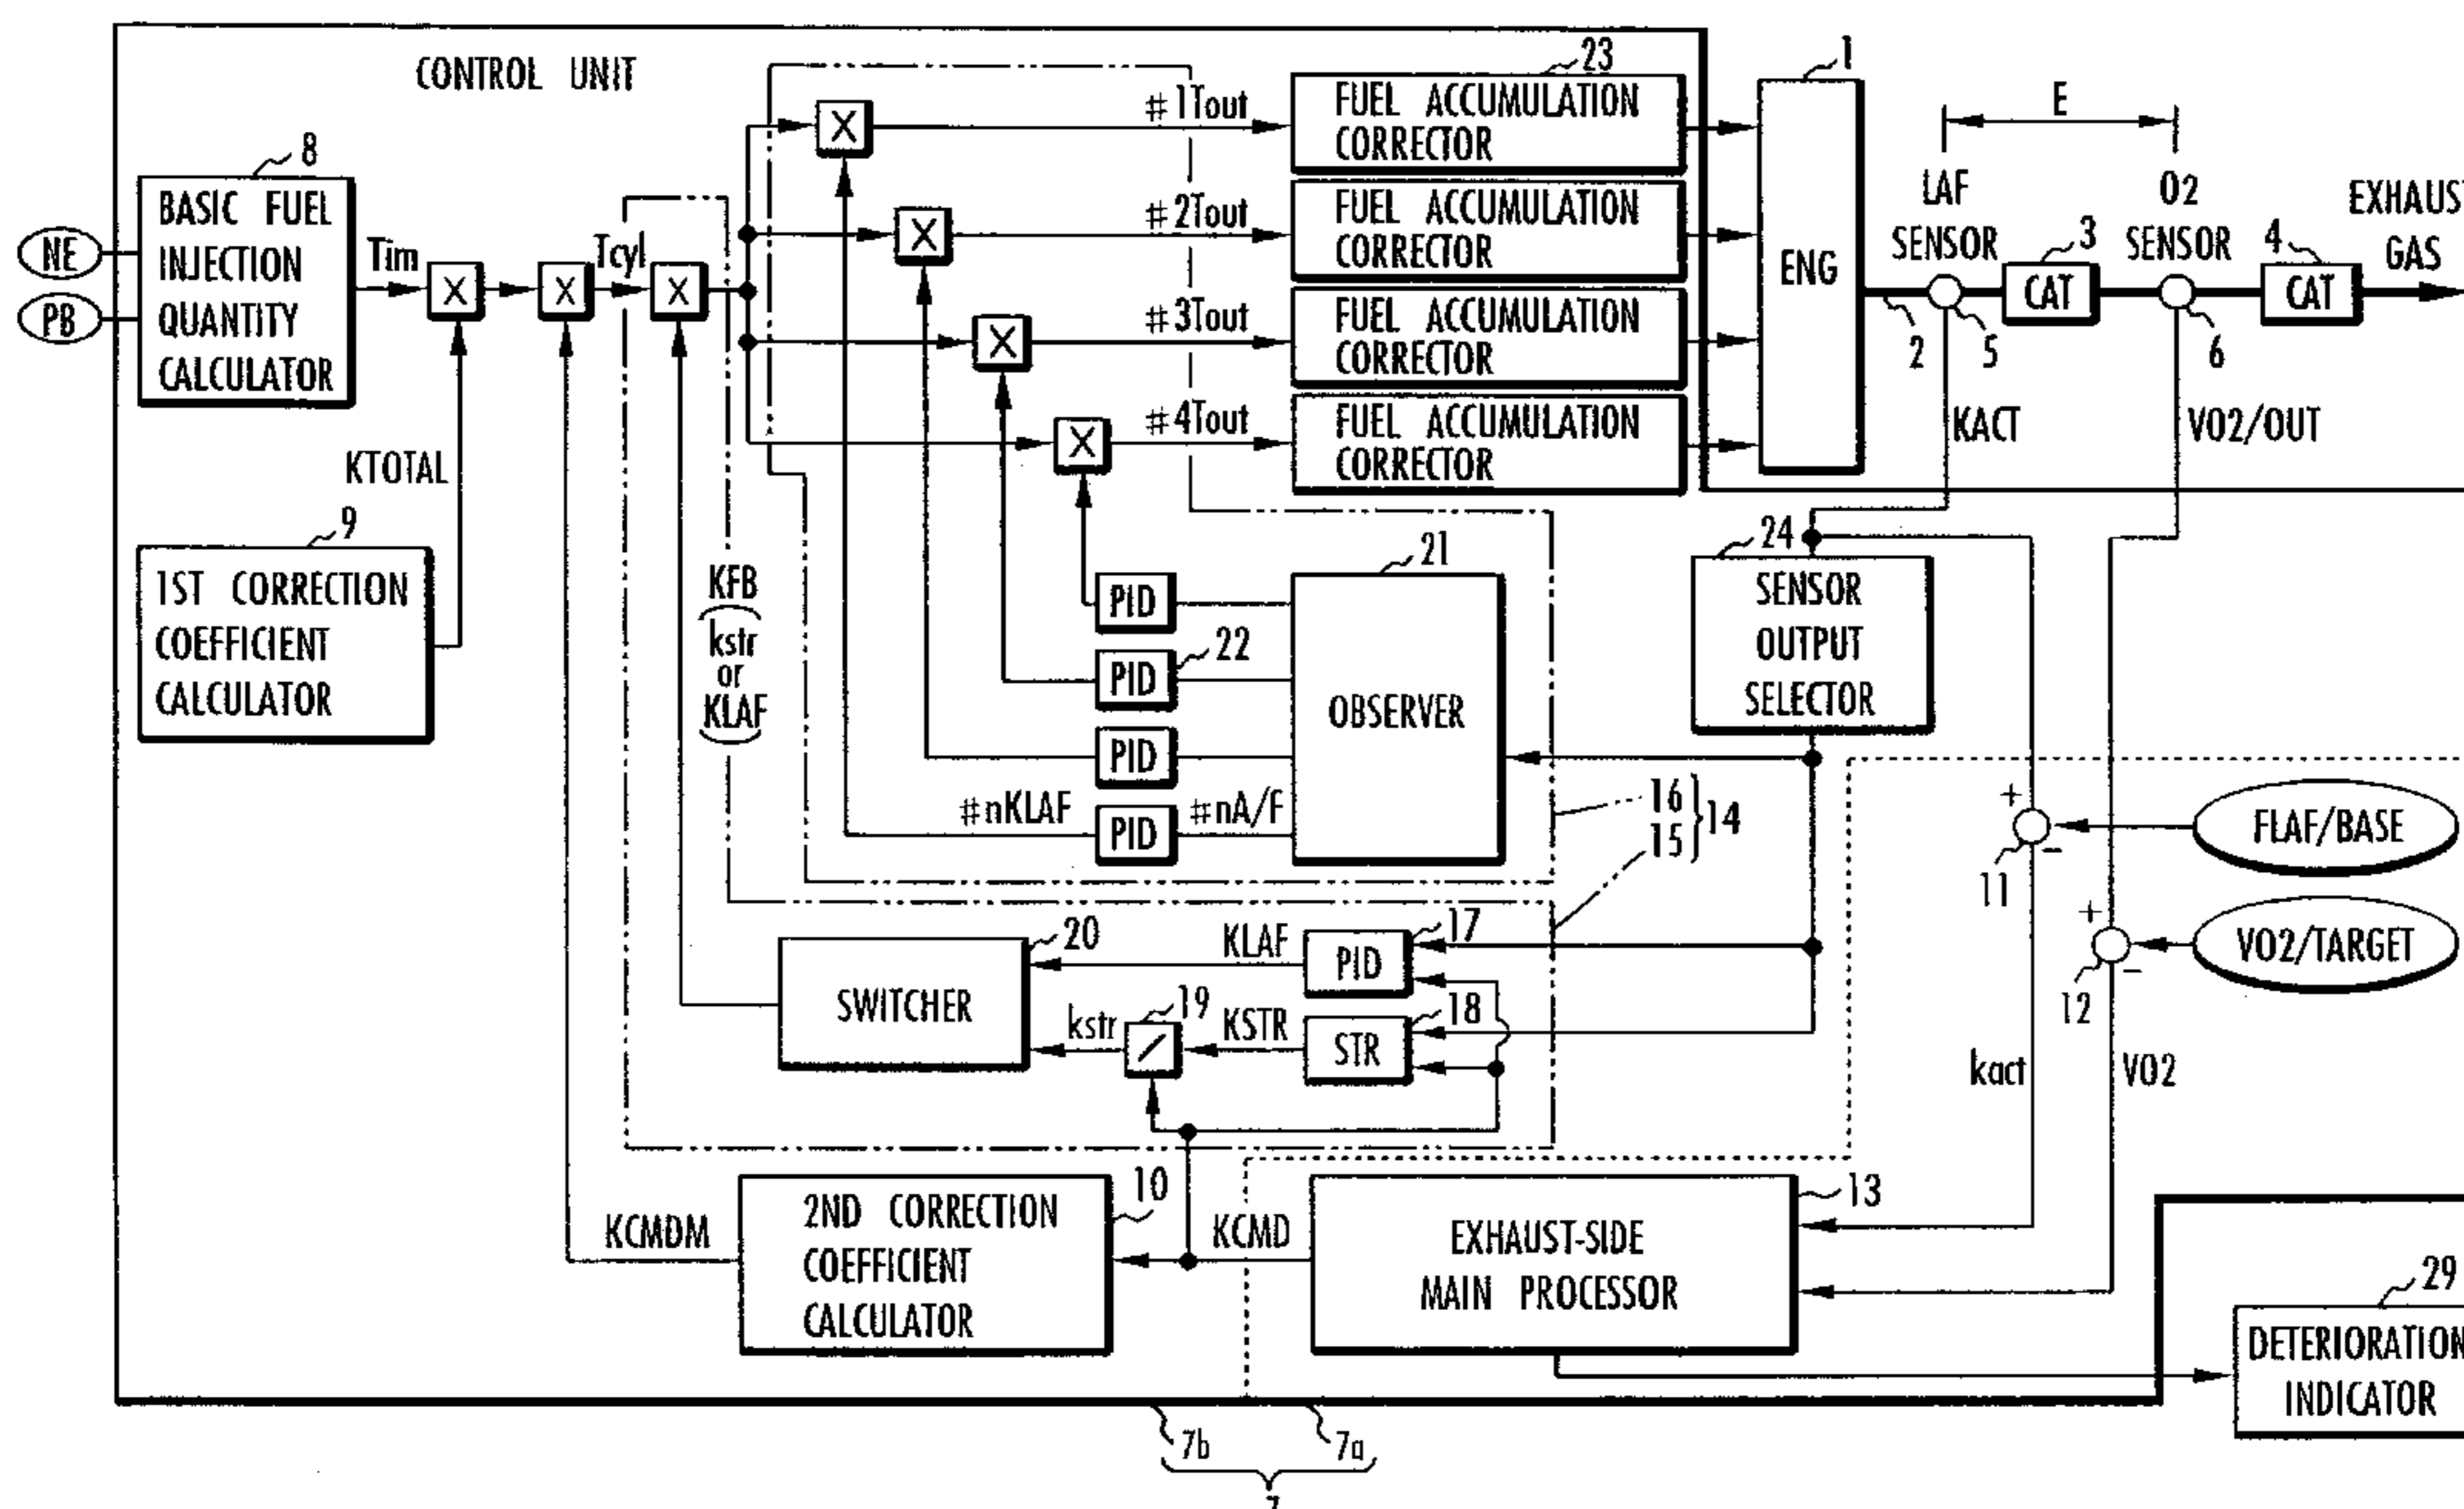 CONTROL UNIT
23
1
FUEL ACCUMULATION
CORRECTOR
#1Tout
E
8
BASIC FUEL
INJECTION
QUANTITY
CALCULATOR
NE
PB
Tim
X
X
Tcyl
X
X
X
X
X
#2Tout
FUEL ACCUMULATION
CORRECTOR
#3Tout
FUEL ACCUMULATION
CORRECTOR
#4Tout
FUEL ACCUMULATION
CORRECTOR
ENG
LAF
SENSOR
3
CAT
O2
SENSOR
4
CAT
EXHAUST
GAS
2
5
6
KACT
VO2/OUT
KTOTAL
9
1ST CORRECTION
COEFFICIENT
CALCULATOR
KFB
kstr
or
KLAF
21
OBSERVER
PID
22
PID
PID
#nKLAF
PID
#nA/F
24
SENSOR
OUTPUT
SELECTOR
16
15
14
+
−
11
FLAF/BASE
+
−
12
VO2/TARGET
20
SWITCHER
KLAF
17
PID
19
kstr
KSTR
18
STR
kact
VO2
KCMDM
10
2ND CORRECTION
COEFFICIENT
CALCULATOR
KCMD
13
EXHAUST-SIDE
MAIN PROCESSOR
29
DETERIORATION
INDICATOR
7b
7a
7